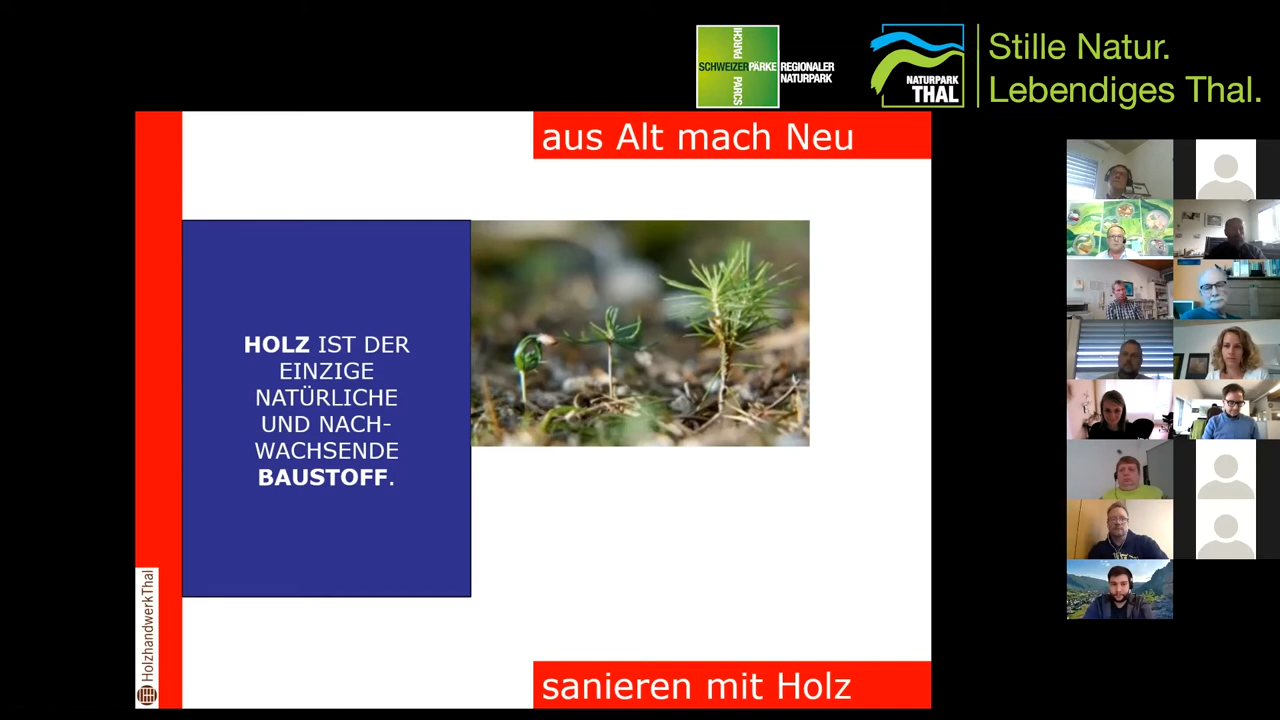 SCHWEIZER PÄRKE
PARCHI
PARCS
REGIONALER
NATURPARK
NATURPARK
THAL
Stille Natur.
Lebendiges Thal.
aus Alt mach Neu
HOLZ IST DER
EINZIGE
NATÜRLICHE
UND NACH-
WACHSENDE
BAUSTOFF.
HolzhandwerkThal
sanieren mit Holz